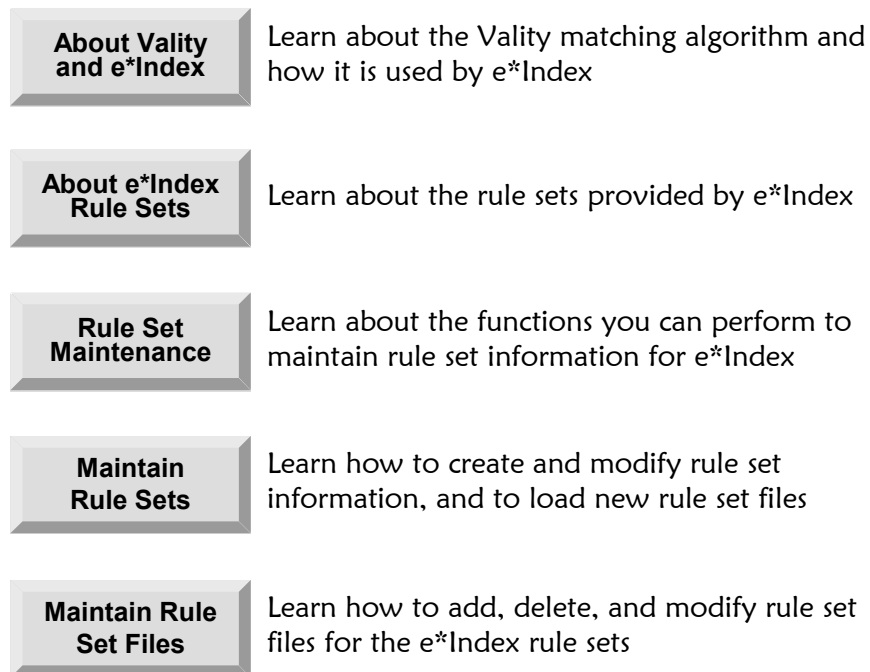 About Vality
and e*Index
Learn about the Vality matching algorithm and
how it is used by e*Index
About e*Index
Rule Sets
Learn about the rule sets provided by e*Index
Rule Set
Maintenance
Learn about the functions you can perform to
maintain rule set information for e*Index
Maintain
Rule Sets
Learn how to create and modify rule set
information, and to load new rule set files
Maintain Rule
Set Files
Learn how to add, delete, and modify rule set
files for the e*Index rule sets